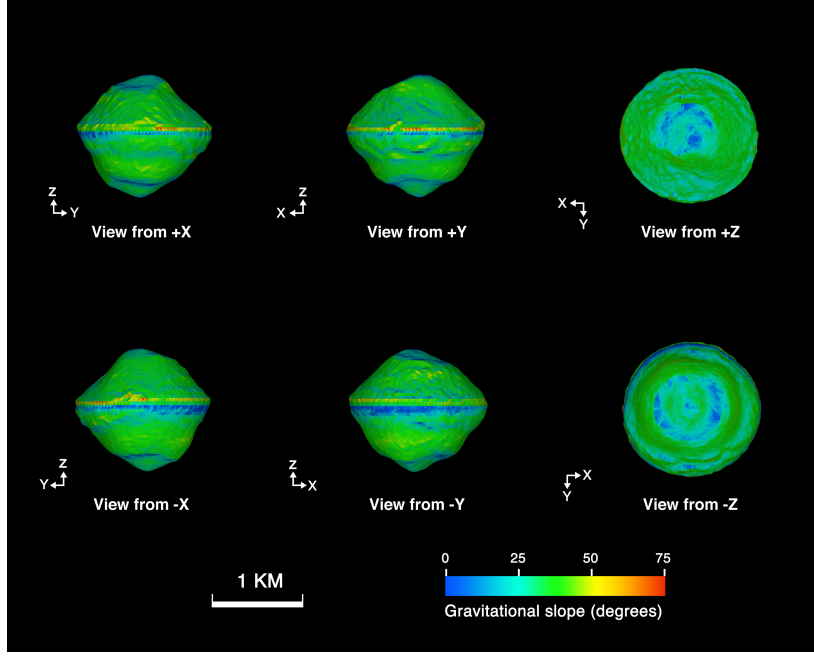 Z
Y
View from +X
Z
X
View from +Y
X
Y
View from +Z
Z
Y
View from -X
Z
X
View from -Y
X
Y
View from -Z
1 KM
0 25 50 75
Gravitational slope (degrees)